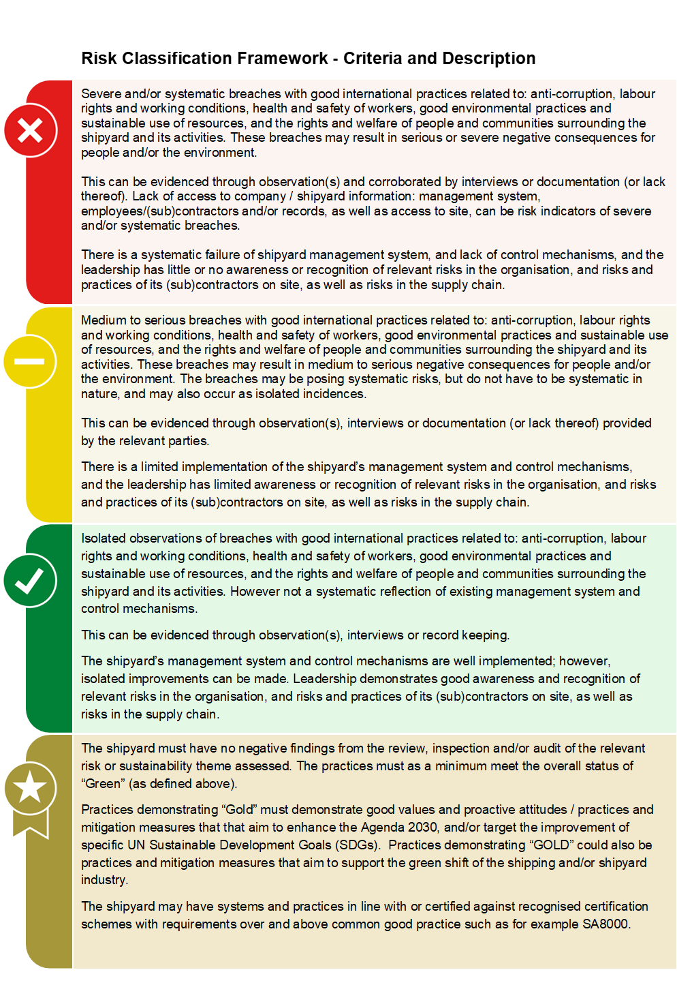 Risk Classification Framework - Criteria and Description
Severe and/or systematic breaches with good international practices related to: anti-corruption, labour
rights and working conditions, health and safety of workers, good environmental practices and
sustainable use of resources, and the rights and welfare of people and communities surrounding the
shipyard and its activities. These breaches may result in serious or severe negative consequences for
people and/or the environment.
This can be evidenced through observation(s) and corroborated by interviews or documentation (or lack
thereof). Lack of access to company / shipyard information: management system,
employees/(sub)contractors and/or records, as well as access to site, can be risk indicators of severe
and/or systematic breaches.
There is a systematic failure of shipyard management system, and lack of control mechanisms, and the
leadership has little or no awareness or recognition of relevant risks in the organisation, and risks and
practices of its (sub)contractors on site, as well as risks in the supply chain.
Medium to serious breaches with good international practices related to: anti-corruption, labour rights
and working conditions, health and safety of workers, good environmental practices and sustainable use
of resources, and the rights and welfare of people and communities surrounding the shipyard and its
activities. These breaches may result in medium to serious negative consequences for people and/or
the environment. The breaches may be posing systematic risks, but do not have to be systematic in
nature, and may also occur as isolated incidences.
This can be evidenced through observation(s), interviews or documentation (or lack thereof) provided
by the relevant parties.
There is a limited implementation of the shipyard’s management system and control mechanisms,
and the leadership has limited awareness or recognition of relevant risks in the organisation, and risks
and practices of its (sub)contractors on site, as well as risks in the supply chain.
Isolated observations of breaches with good international practices related to: anti-corruption, labour
rights and working conditions, health and safety of workers, good environmental practices and
sustainable use of resources, and the rights and welfare of people and communities surrounding the
shipyard and its activities. However not a systematic reflection of existing management system and
control mechanisms.
This can be evidenced through observation(s), interviews or record keeping.
The shipyard’s management system and control mechanisms are well implemented; however,
isolated improvements can be made. Leadership demonstrates good awareness and recognition of
relevant risks in the organisation, and risks and practices of its (sub)contractors on site, as well as
risks in the supply chain.
The shipyard must have no negative findings from the review, inspection and/or audit of the relevant
risk or sustainability theme assessed. The practices must as a minimum meet the overall status of
“Green” (as defined above).
Practices demonstrating “Gold” must demonstrate good values and proactive attitudes / practices and
mitigation measures that that aim to enhance the Agenda 2030, and/or target the improvement of
specific UN Sustainable Development Goals (SDGs).  Practices demonstrating “GOLD” could also be
practices and mitigation measures that aim to support the green shift of the shipping and/or shipyard
industry.
The shipyard may have systems and practices in line with or certified against recognised certification
schemes with requirements over and above common good practice such as for example SA8000.